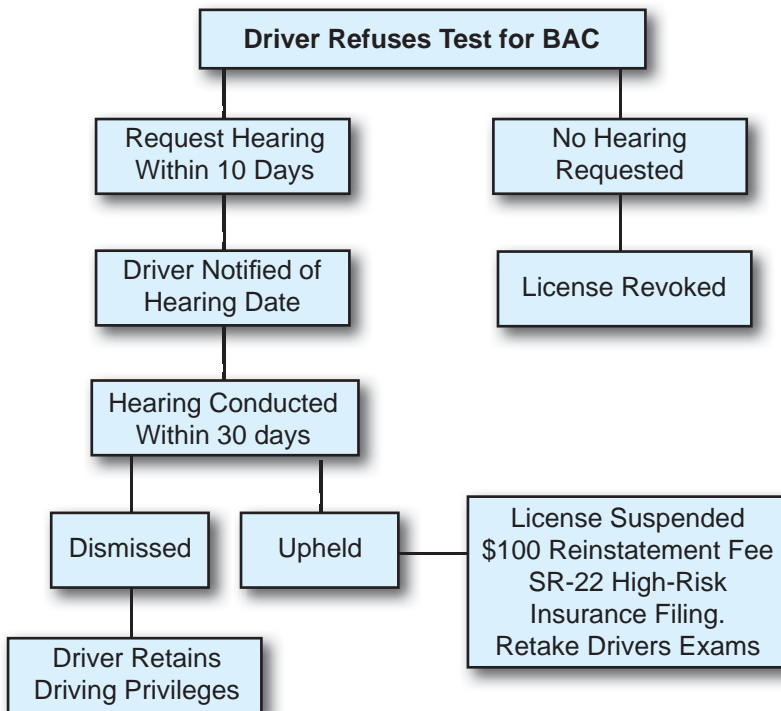 Driver Refuses Test for BAC
Request Hearing
Within 10 Days
No Hearing
Requested
Driver Notified of
Hearing Date
License Revoked
Hearing Conducted
Within 30 days
Dismissed
Upheld
License Suspended
$100 Reinstatement Fee
SR-22 High-Risk
Insurance Filing.
Retake Drivers Exams
Driver Retains
Driving Privileges